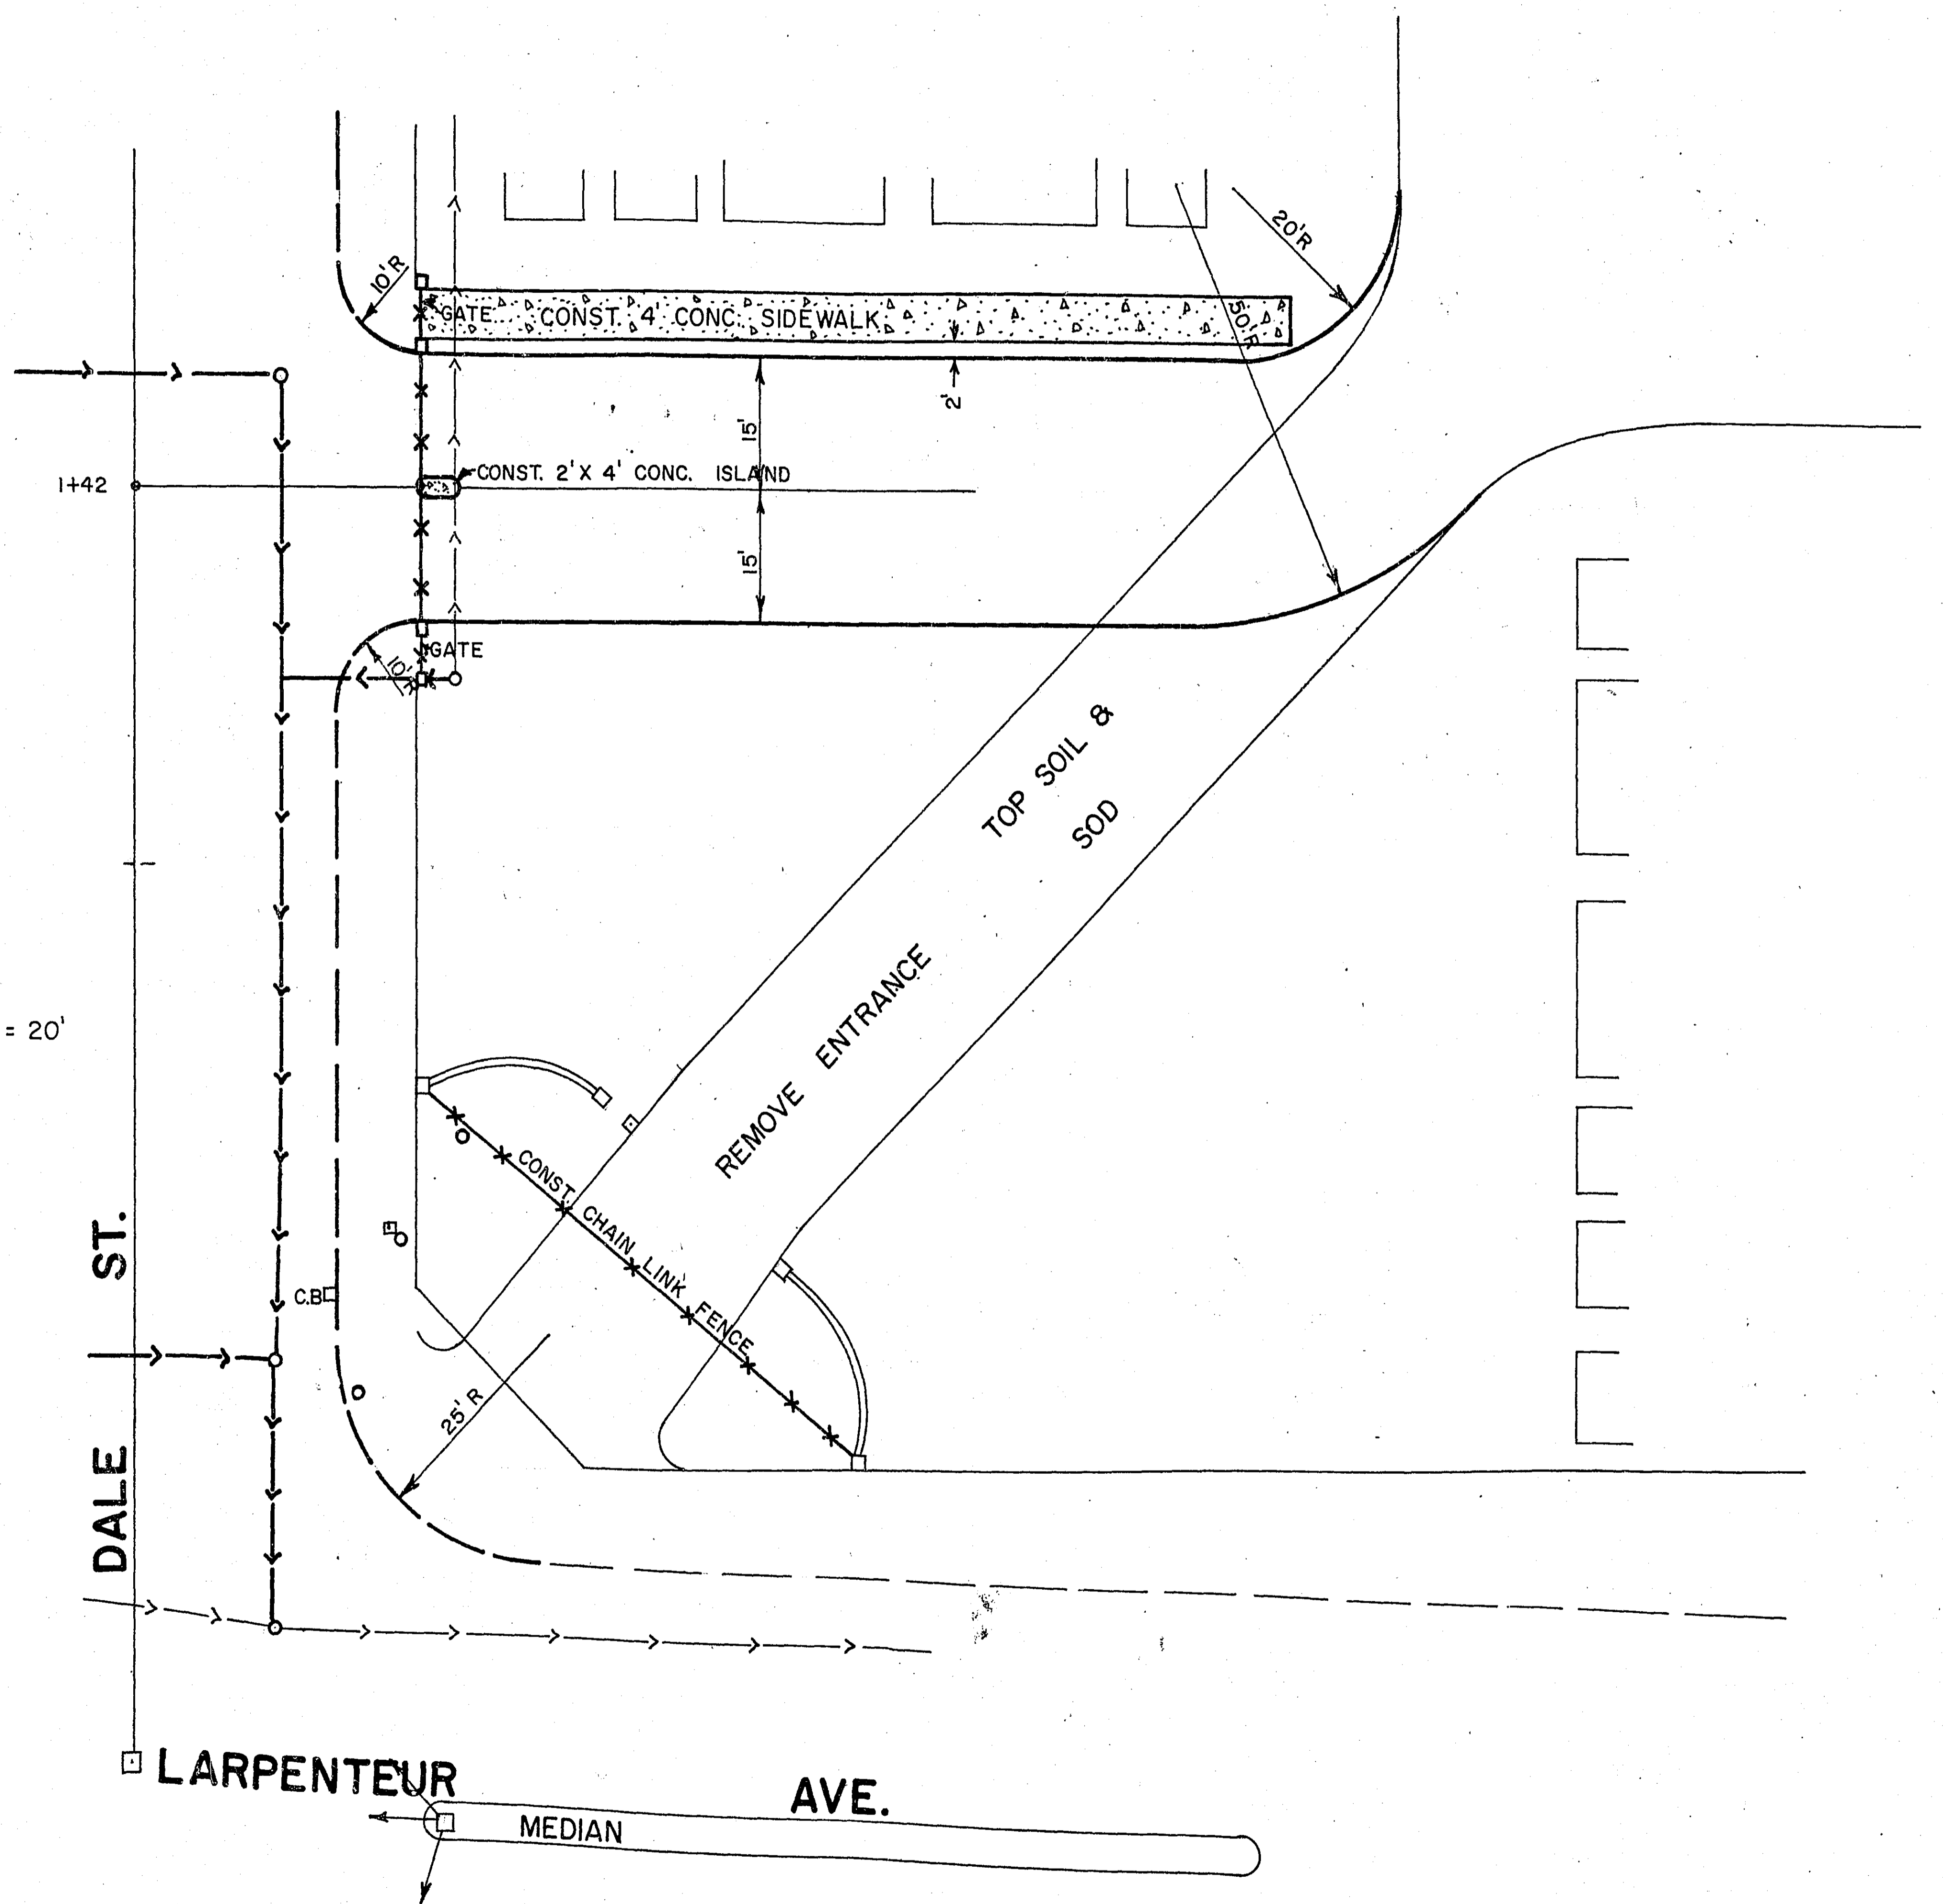 20'R
10'R
50'R
GATE
CONST. 4' CONC. SIDEWALK
2'
15'
1+42
CONST. 2' X 4' CONC. ISLAND
15'
GATE
10'R
TOP SOIL &
SOD
= 20'
REMOVE ENTRANCE
CONST. CHAIN LINK FENCE
C.B
25' R
DALE ST.
LARPENTEUR AVE.
MEDIAN